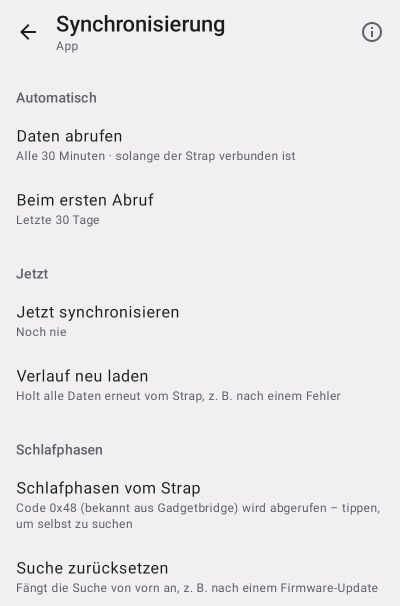 Synchronisierung
App
Automatisch
Daten abrufen
Alle 30 Minuten · solange der Strap verbunden ist
Beim ersten Abruf
Letzte 30 Tage
Jetzt
Jetzt synchronisieren
Noch nie
Verlauf neu laden
Holt alle Daten erneut vom Strap, z. B. nach einem Fehler
Schlafphasen
Schlafphasen vom Strap
Code 0x48 (bekannt aus Gadgetbridge) wird abgerufen – tippen,
um selbst zu suchen
Suche zurücksetzen
Fängt die Suche von vorn an, z. B. nach einem Firmware-Update